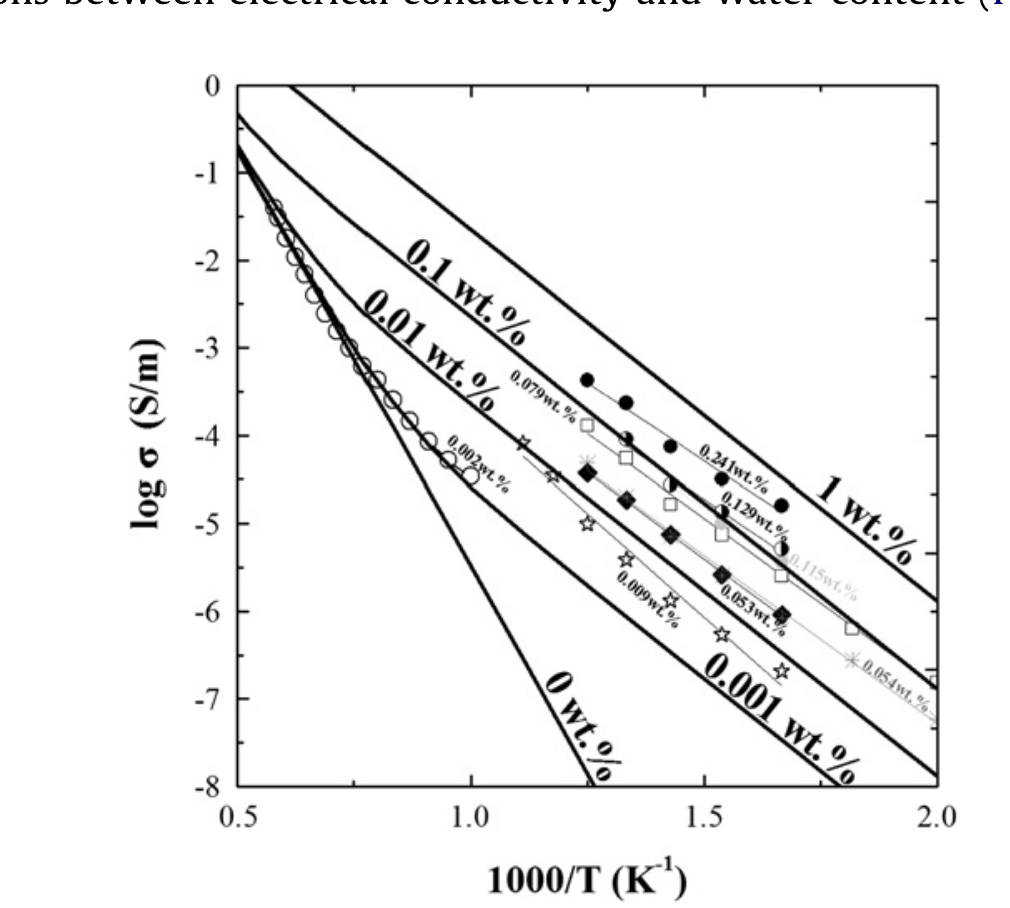 ons between electrical conductivity and water content (
0
-1
-2
-3
-4
-5
-6
-7
-8
log σ (S/m)
0.1 wt.%
0.01 wt.%
0.079wt.%
0.002wt.%
0.241wt.%
0.129wt.%
1 wt.%
0.115wt.%
0.009wt.%
0.053wt.%
0.054wt.%
0.001 wt.%
0 wt.%
0.5 1.0 1.5 2.0
1000/T (K⁻¹)